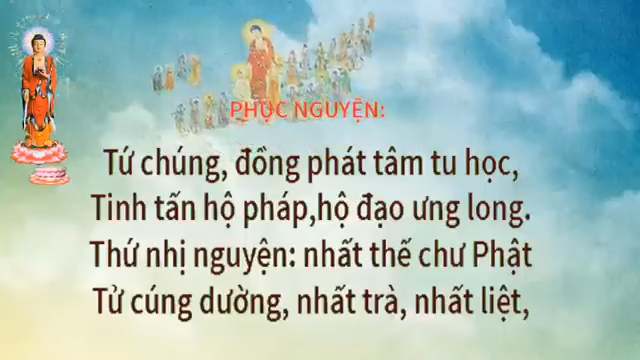 PHỤC NGUYỆN:
Tứ chúng, đồng phát tâm tu học,
Tinh tấn hộ pháp,hộ đạo ưng long.
Thứ nhị nguyện: nhất thế chư Phật
Tử cúng dường, nhất trà, nhất liệt,